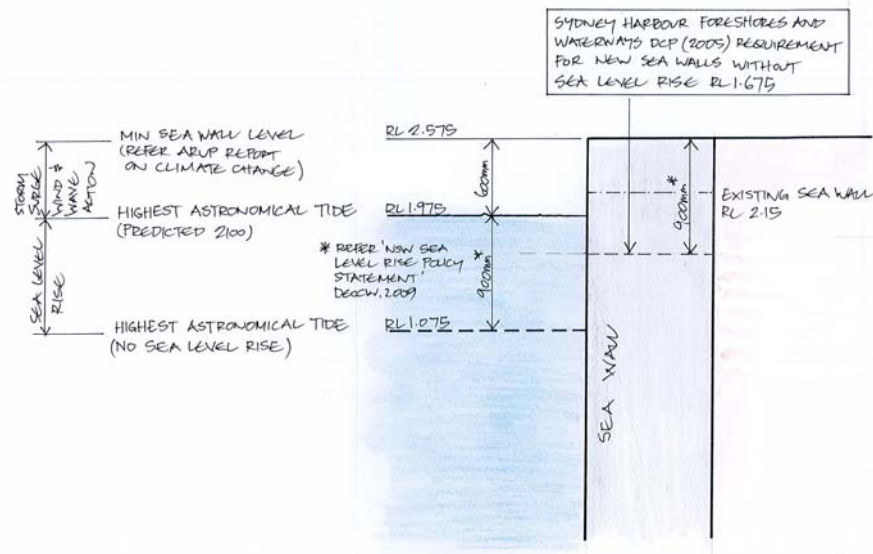 SYDNEY HARBOUR FORESHORES AND
WATERWAYS DCP (2005) REQUIREMENT
FOR NEW SEA WALLS WITHOUT
SEA LEVEL RISE RL 1.675
MIN SEA WALL LEVEL
(REFER ARUP REPORT
ON CLIMATE CHANGE)
RL 2.575
STORM
SURGE
WIND *
WAVE
ACTION
600mm
900mm *
EXISTING SEA WALL
RL 2.15
HIGHEST ASTRONOMICAL TIDE
(PREDICTED 2100)
RL 1.975
* REFER 'NSW SEA
LEVEL RISE POLICY
STATEMENT'
DECCW. 2009
900mm *
SEA LEVEL
RISE
HIGHEST ASTRONOMICAL TIDE
(NO SEA LEVEL RISE)
RL 1.075
SEA WALL